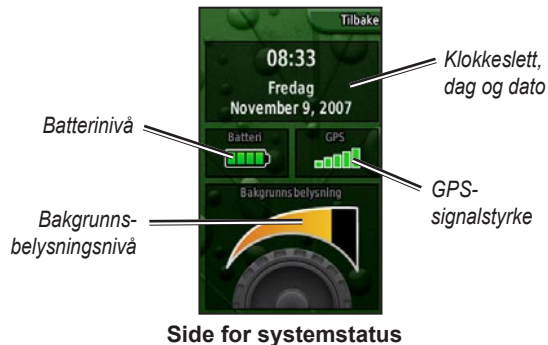 Tilbake
08:33
Fredag
November 9, 2007
Klokkeslett,
dag og dato
Batterinivå
Batteri
GPS
GPS-
signalstyrke
Bakgrunnsbelysning
Bakgrunns-
belysningsnivå
Side for systemstatus